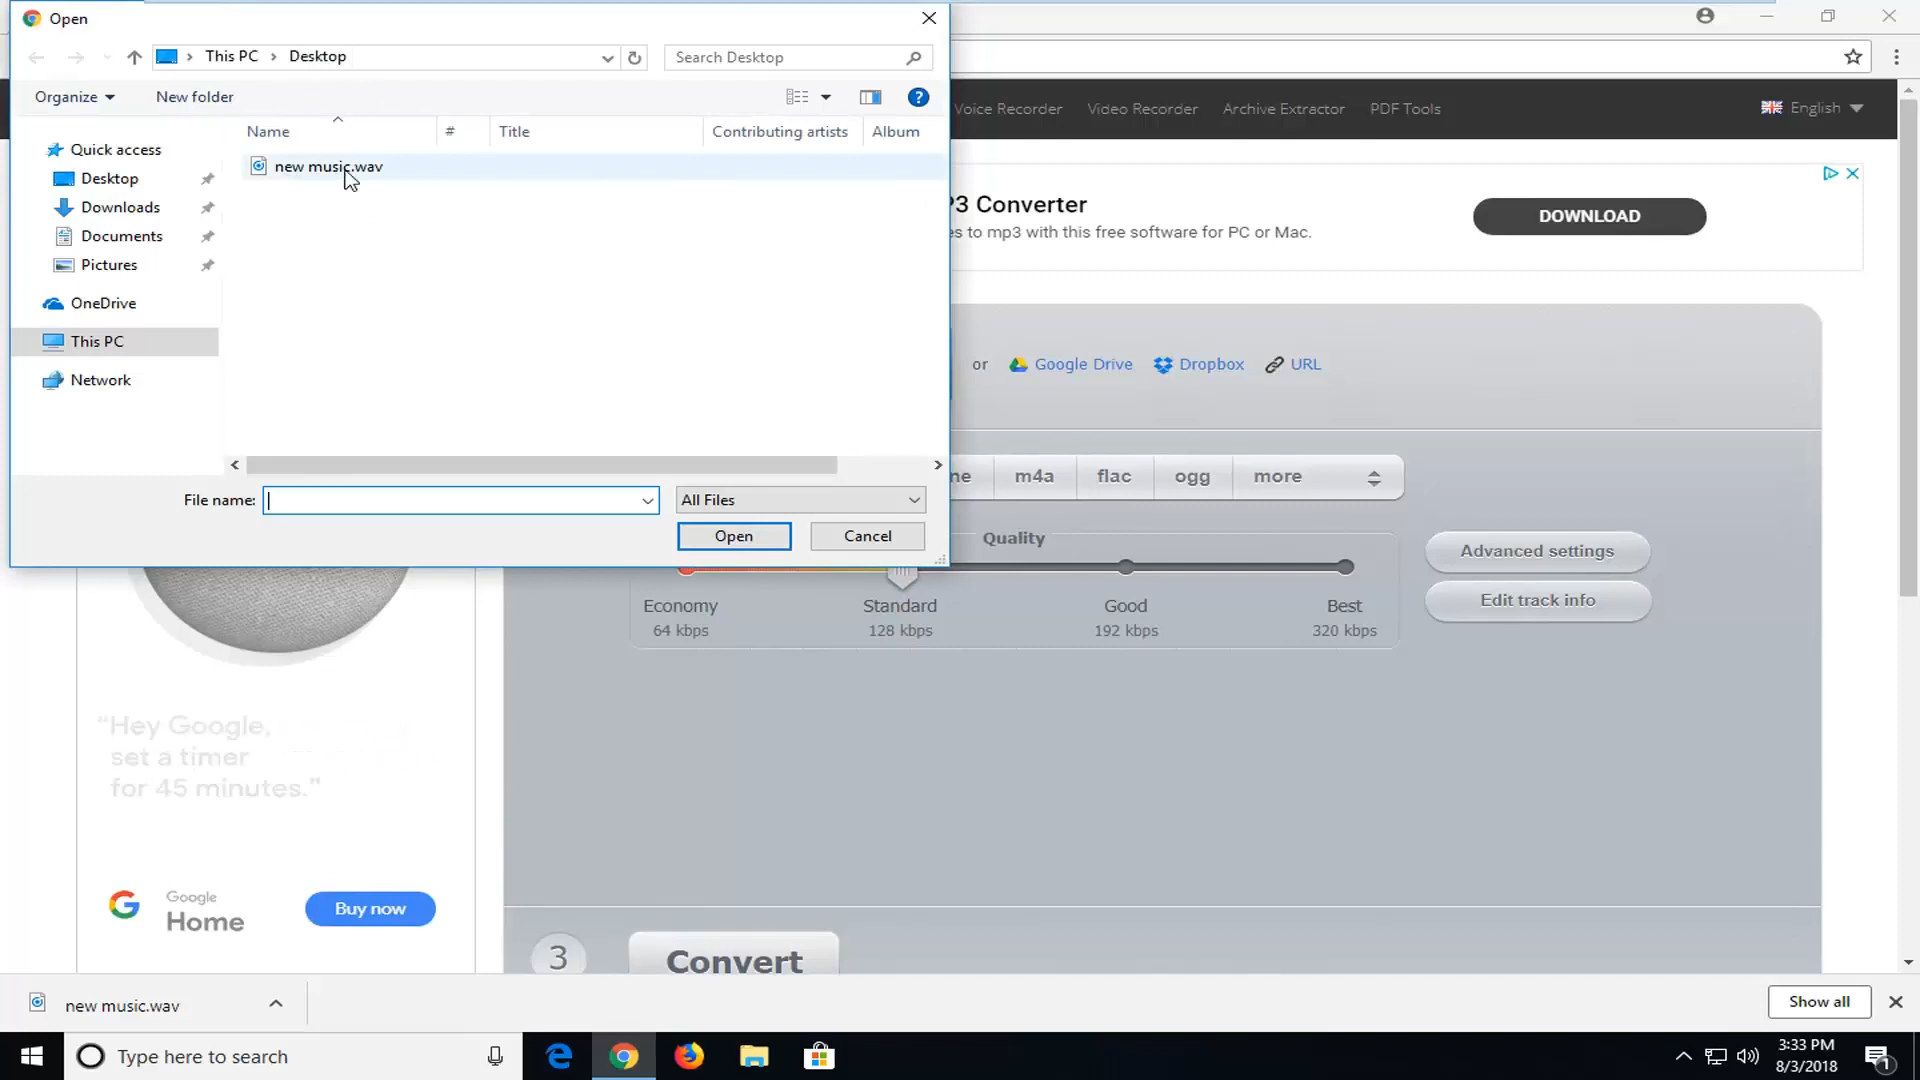 Open
This PC
Desktop
Search Desktop
Organize
New folder
Name
#
Title
Contributing artists
Album
Quick access
Desktop
Downloads
Documents
Pictures
OneDrive
This PC
Network
new music.wav
File name:
All Files
Open
Cancel
Voice Recorder
Video Recorder
Archive Extractor
PDF Tools
English
P3 Converter
es to mp3 with this free software for PC or Mac.
DOWNLOAD
or
Google Drive
Dropbox
URL
ne
m4a
flac
ogg
more
Quality
Economy
Standard
Good
Best
64 kbps
128 kbps
192 kbps
320 kbps
Advanced settings
Edit track info
"Hey Google,
set a timer
for 45 minutes."
Google
Home
Buy now
3
Convert
new music.wav
Show all
Type here to search
3:33 PM
8/3/2018
1